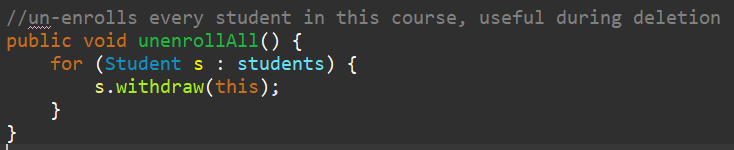 //un-enrolls every student in this course, useful during deletion
public void unenrollAll() {
    for (Student s : students) {
        s.withdraw(this);
    }
}